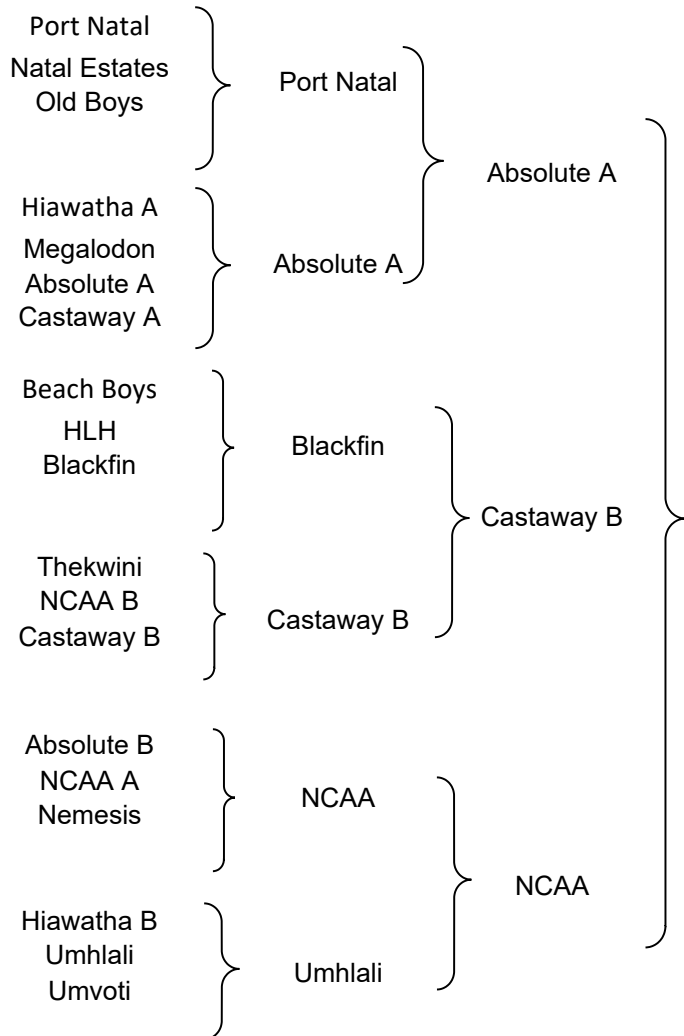 Port Natal
Natal Estates
Old Boys
Port Natal
Absolute A
Hiawatha A
Megalodon
Absolute A
Castaway A
Absolute A
Beach Boys
HLH
Blackfin
Blackfin
Castaway B
Thekwini
NCAA B
Castaway B
Castaway B
Absolute B
NCAA A
Nemesis
NCAA
NCAA
Hiawatha B
Umhlali
Umvoti
Umhlali